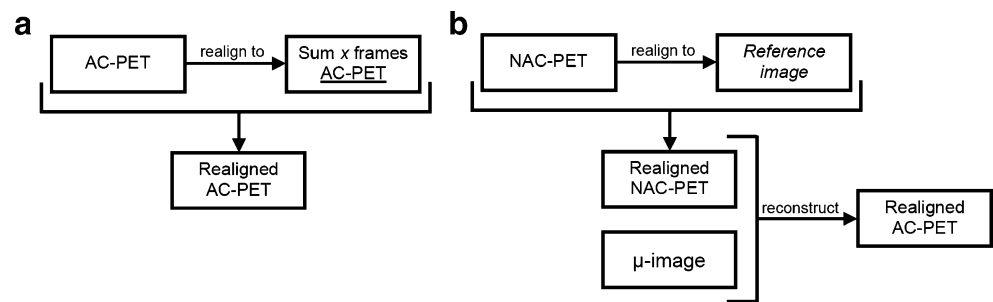 a
AC-PET
realign to
Sum x frames
AC-PET
Realigned
AC-PET
b
NAC-PET
realign to
Reference
image
Realigned
NAC-PET
μ-image
reconstruct
Realigned
AC-PET